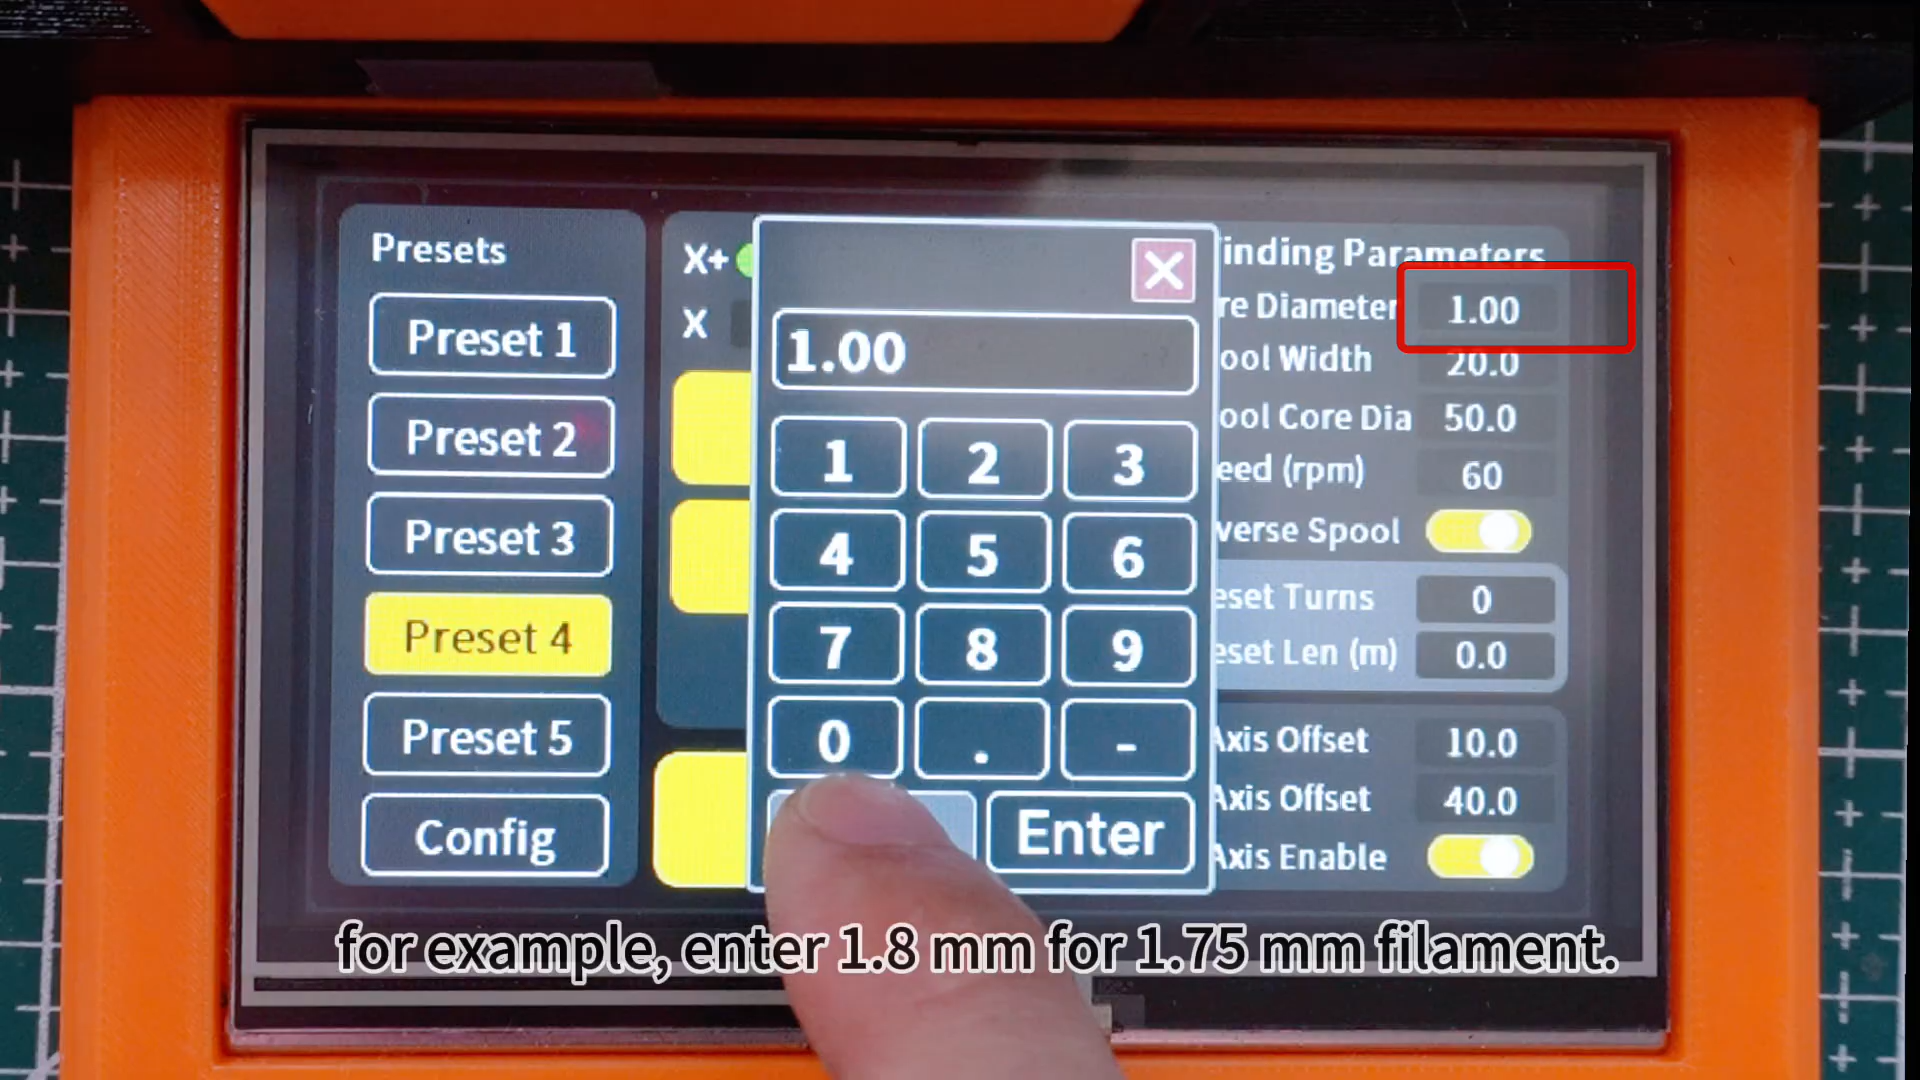 Presets
Preset 1
Preset 2
Preset 3
Preset 4
Preset 5
Config
X+
X
1.00
1 2 3
4 5 6
7 8 9
0 . -
Enter
inding Parameters
re Diameter 1.00
ool Width 20.0
ool Core Dia 50.0
eed (rpm) 60
verse Spool
eset Turns 0
eset Len (m) 0.0
Axis Offset 10.0
Axis Offset 40.0
Axis Enable
for example, enter 1.8 mm for 1.75 mm filament.